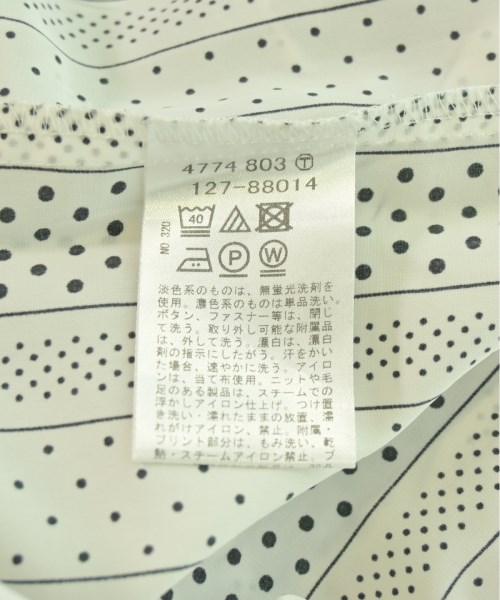 4774 803 Ⓣ
127-88014
NO 320
40
P W
淡色系のものは、無蛍光洗剤を
使用。濃色系のものは単品洗い。
ボタン、ファスナー等は、閉じ
て洗う。取り外し可能な附属品
は、外して洗う。漂白は、漂白
剤の指示にしたがう。汗をかい
た場合、速やかに洗う。アイロ
ンは、当て布使用。ニットや毛
足のある製品は、スチームでの
浮かしアイロン仕上げ。つけ置
き洗い・濡れたままの放置、濡
れがけアイロン禁止。附属・
プリント部分は、もみ洗い、乾
熱・スチームアイロン禁止。プ